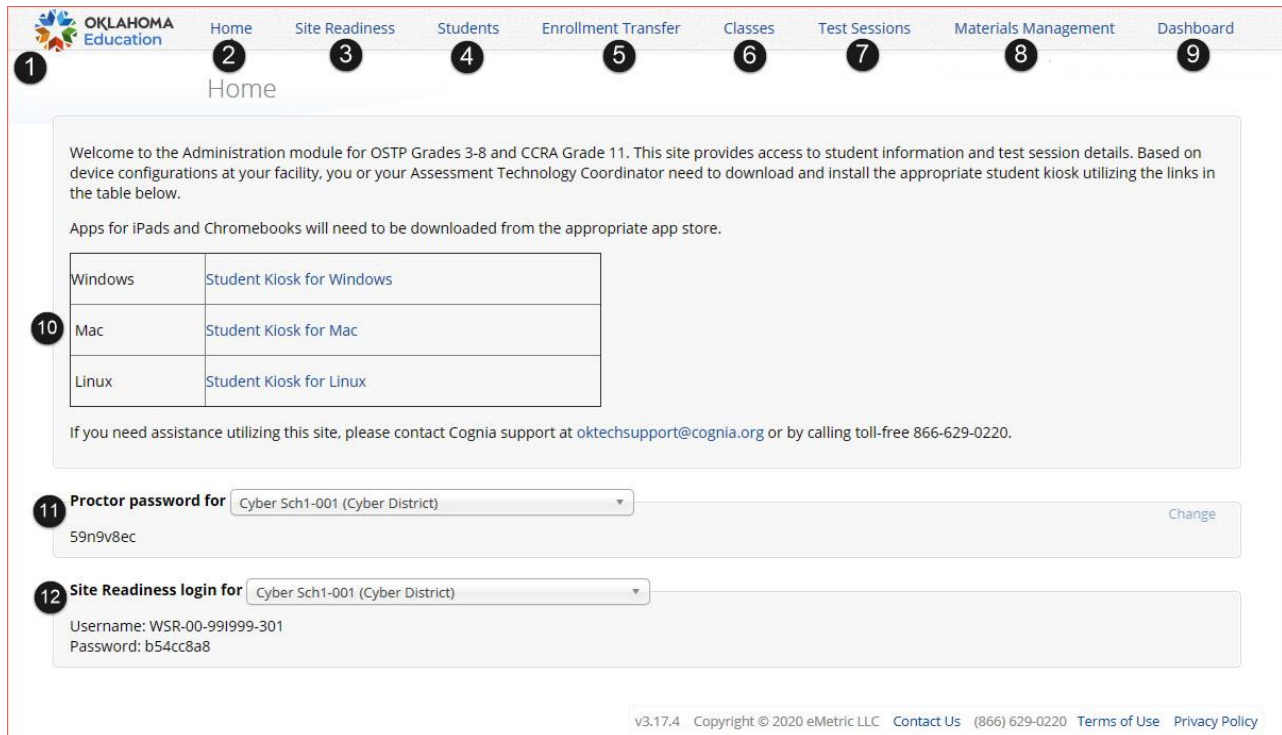 OKLAHOMA
Education
Home Site Readiness Students Enrollment Transfer Classes Test Sessions Materials Management Dashboard
1 2 3 4 5 6 7 8 9
Home
Welcome to the Administration module for OSTP Grades 3-8 and CCRA Grade 11. This site provides access to student information and test session details. Based on
device configurations at your facility, you or your Assessment Technology Coordinator need to download and install the appropriate student kiosk utilizing the links in
the table below.
Apps for iPads and Chromebooks will need to be downloaded from the appropriate app store.
Windows Student Kiosk for Windows
10 Mac Student Kiosk for Mac
Linux Student Kiosk for Linux
If you need assistance utilizing this site, please contact Cognia support at oktechsupport@cognia.org or by calling toll-free 866-629-0220.
11 Proctor password for Cyber Sch1-001 (Cyber District)
Change
59n9v8ec
12 Site Readiness login for Cyber Sch1-001 (Cyber District)
Username: WSR-00-99I999-301
Password: b54cc8a8
v3.17.4 Copyright © 2020 eMetric LLC Contact Us (866) 629-0220 Terms of Use Privacy Policy